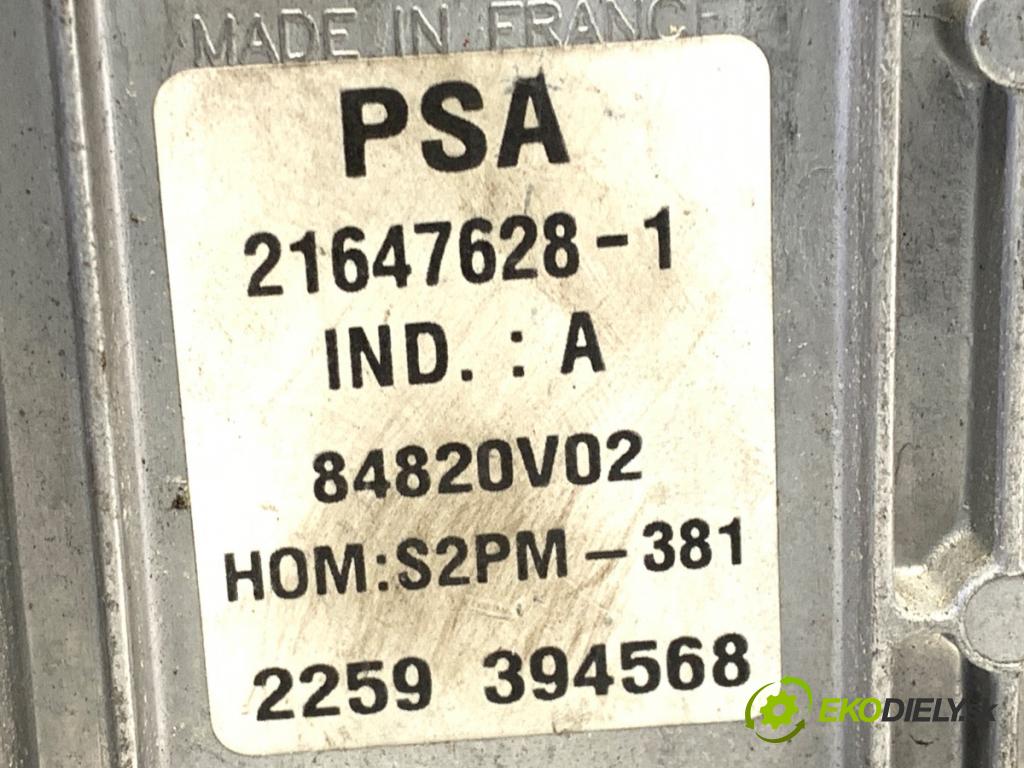 MADE IN FRANCE
PSA
21647628-1
IND. : A
84820V02
HOM:S2PM-381
2259 394568
EKODIELY.sk